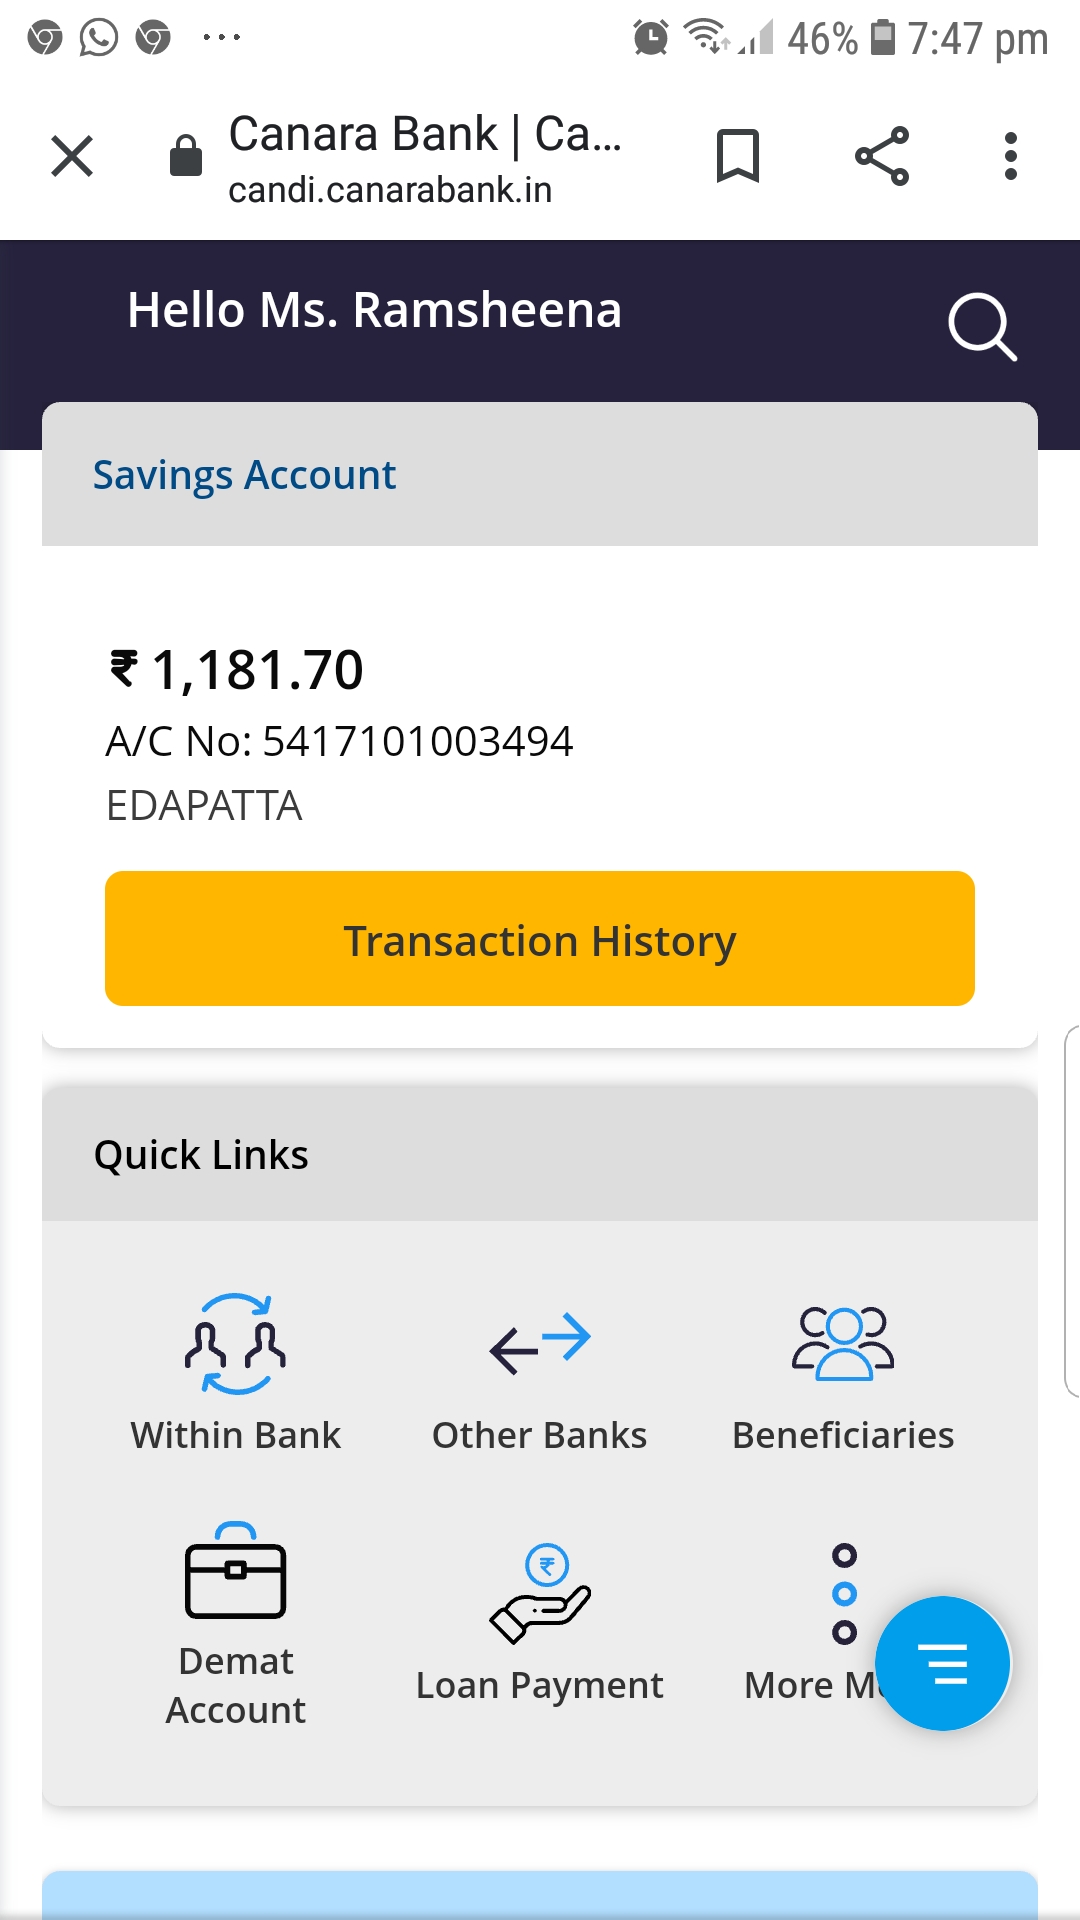 46% 7:47 pm
Canara Bank | Ca...
candi.canarabank.in
Hello Ms. Ramsheena
Savings Account
₹ 1,181.70
A/C No: 5417101003494
EDAPATTA
Transaction History
Quick Links
Within Bank Other Banks Beneficiaries
Demat Account Loan Payment More